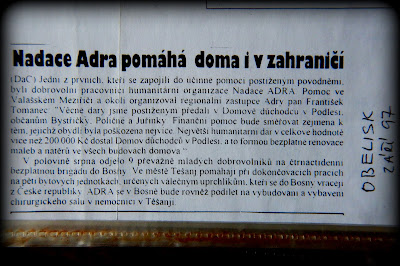 Nadace Adra pomáhá doma i v zahraničí
(DaC) Jedni z prvních, kteří se zapojili do účinné pomoci postiženým povodněmi,
byli dobrovolní pracovníci humanitární organizace Nadace ADRA. Pomoc ve
Valašském Meziříčí a okolí organizoval regionální zástupce Adry pan František
Tomanec. "Věcné dary jsme postiženým předali v Domově důchodců v Podlesí,
občanům Bystřičky, Poličné a Juřinky. Finanční pomoc bude směřovat zejména k
těm, jejichž obydlí byla poškozena nejvíce. Největší humanitární dar v celkové hodnotě
více než 200.000 Kč dostal Domov důchodců v Podlesí, a to formou bezplatné renovace
malob a nátěrů ve všech budovách domova."
V polovině srpna odjelo 9 převážně mladých dobrovolníků na čtrnáctidenní
bezplatnou brigádu do Bosny. Ve městě Tešanj pomáhají při dokončovacích pracích
na pěti bytových jednotkách, určených válečným uprchlíkům, kteří se do Bosny vracejí
z České republiky. ADRA se v Bosně bude rovněž podílet na vybudování a vybavení
chirurgického sálu v nemocnici v Těšanji.
OBELISK
ZÁŘÍ 97